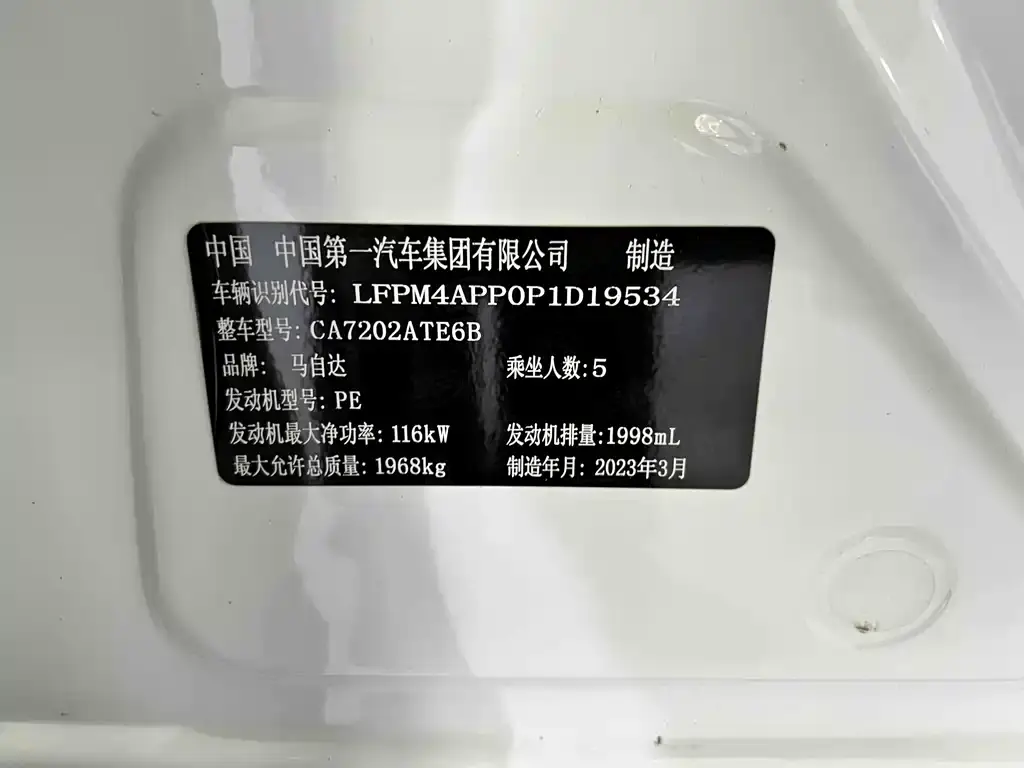 中国 中国第一汽车集团有限公司 制造
车辆识别代号: LFPM4APP0P1D19534
整车型号: CA7202ATE6B
品牌: 马自达 乘坐人数:5
发动机型号: PE
发动机最大净功率: 116kW 发动机排量:1998mL
最大允许总质量: 1968kg 制造年月: 2023年3月